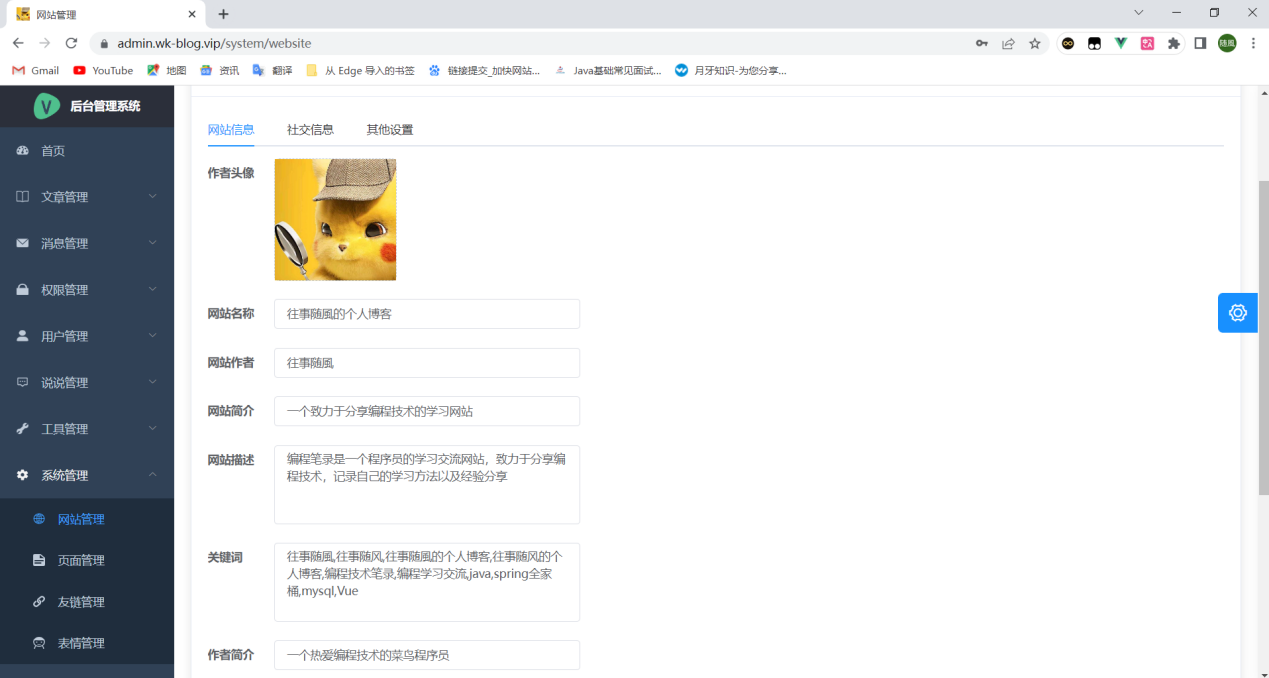 网站管理
admin.wk-blog.vip/system/website
随風
Gmail
YouTube
地图
资讯
翻译
从 Edge 导入的书签
链接提交_加快网站...
Java基础常见面试...
月牙知识-为您分享...
V 后台管理系统
首页
文章管理
消息管理
权限管理
用户管理
说说管理
工具管理
系统管理
网站管理
页面管理
友链管理
表情管理
网站信息 社交信息 其他设置
作者头像
网站名称 往事随風的个人博客
网站作者 往事随風
网站简介 一个致力于分享编程技术的学习网站
网站描述 编程笔录是一个程序员的学习交流网站，致力于分享编
程技术，记录自己的学习方法以及经验分享
关键词 往事随風,往事随风,往事随風的个人博客,往事随风的个
人博客,编程技术笔录,编程学习交流,java,spring全家
桶,mysql,Vue
作者简介 一个热爱编程技术的菜鸟程序员